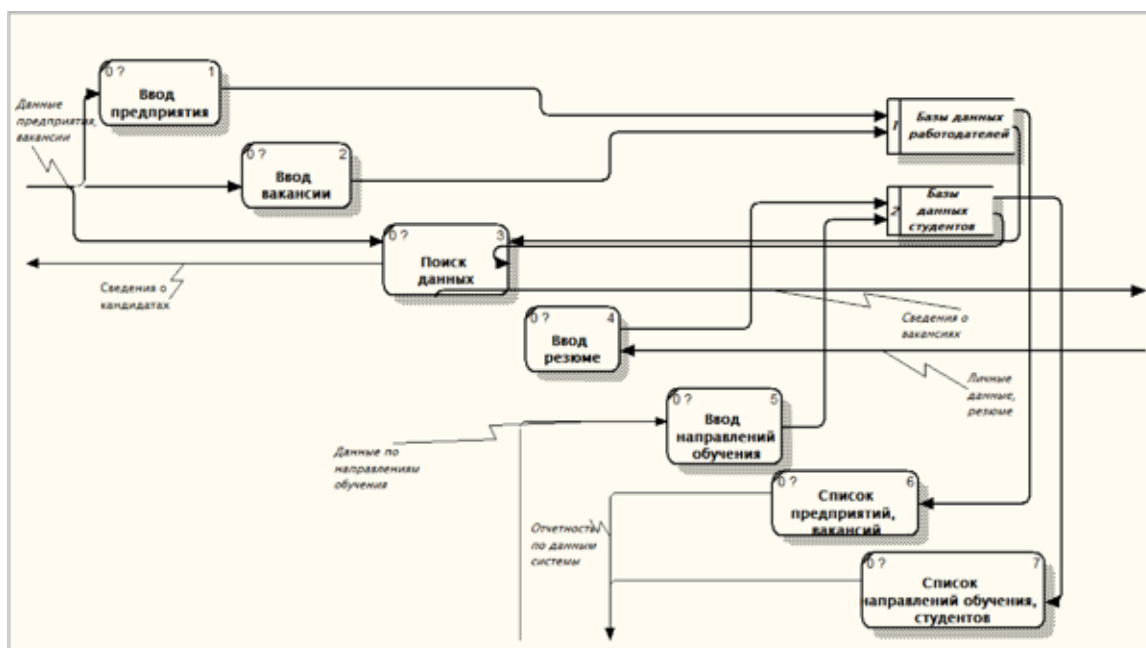 0 ? 1
Ввод
предприятия
Данные
предприятия,
вакансии
0 ? 2
Ввод
вакансии
1 Базы данных
работодателей
2 Базы
данных
студентов
0 ? 3
Поиск
данных
Сведения о
кандидатах
0 ? 4
Ввод
резюме
Сведения о
вакансиях
Личные
данные,
резюме
0 ? 5
Ввод
направлений
обучения
Данные по
направлениям
обучения
0 ? 6
Список
предприятий,
вакансий
Отчетность
по данным
системы
0 ? 7
Список
направлений обучения,
студентов